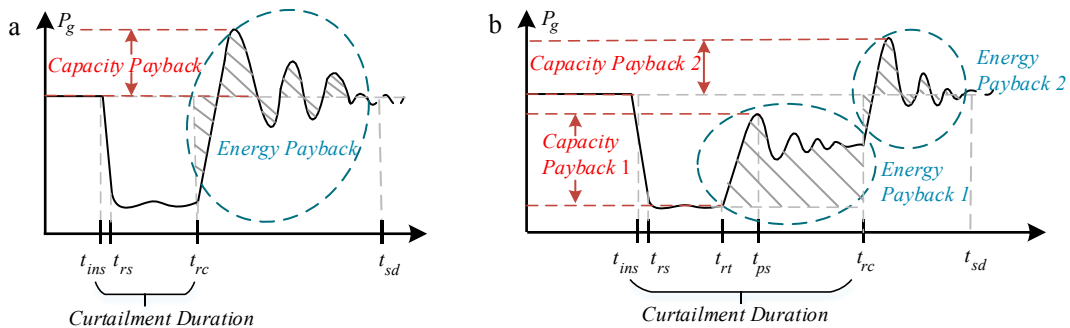 a
P_g
Capacity Payback
Energy Payback
t_ins
t_rs
t_rc
t_sd
Curtailment Duration
b
P_g
Capacity Payback 2
Energy
Payback 2
Capacity
Payback 1
Energy
Payback 1
t_ins
t_rs
t_rt
t_ps
t_rc
t_sd
Curtailment Duration